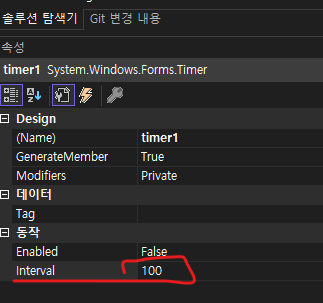 솔루션 탐색기 Git 변경 내용
속성
timer1 System.Windows.Forms.Timer
Design
(Name) timer1
GenerateMember True
Modifiers Private
데이터
Tag
동작
Enabled False
Interval 100